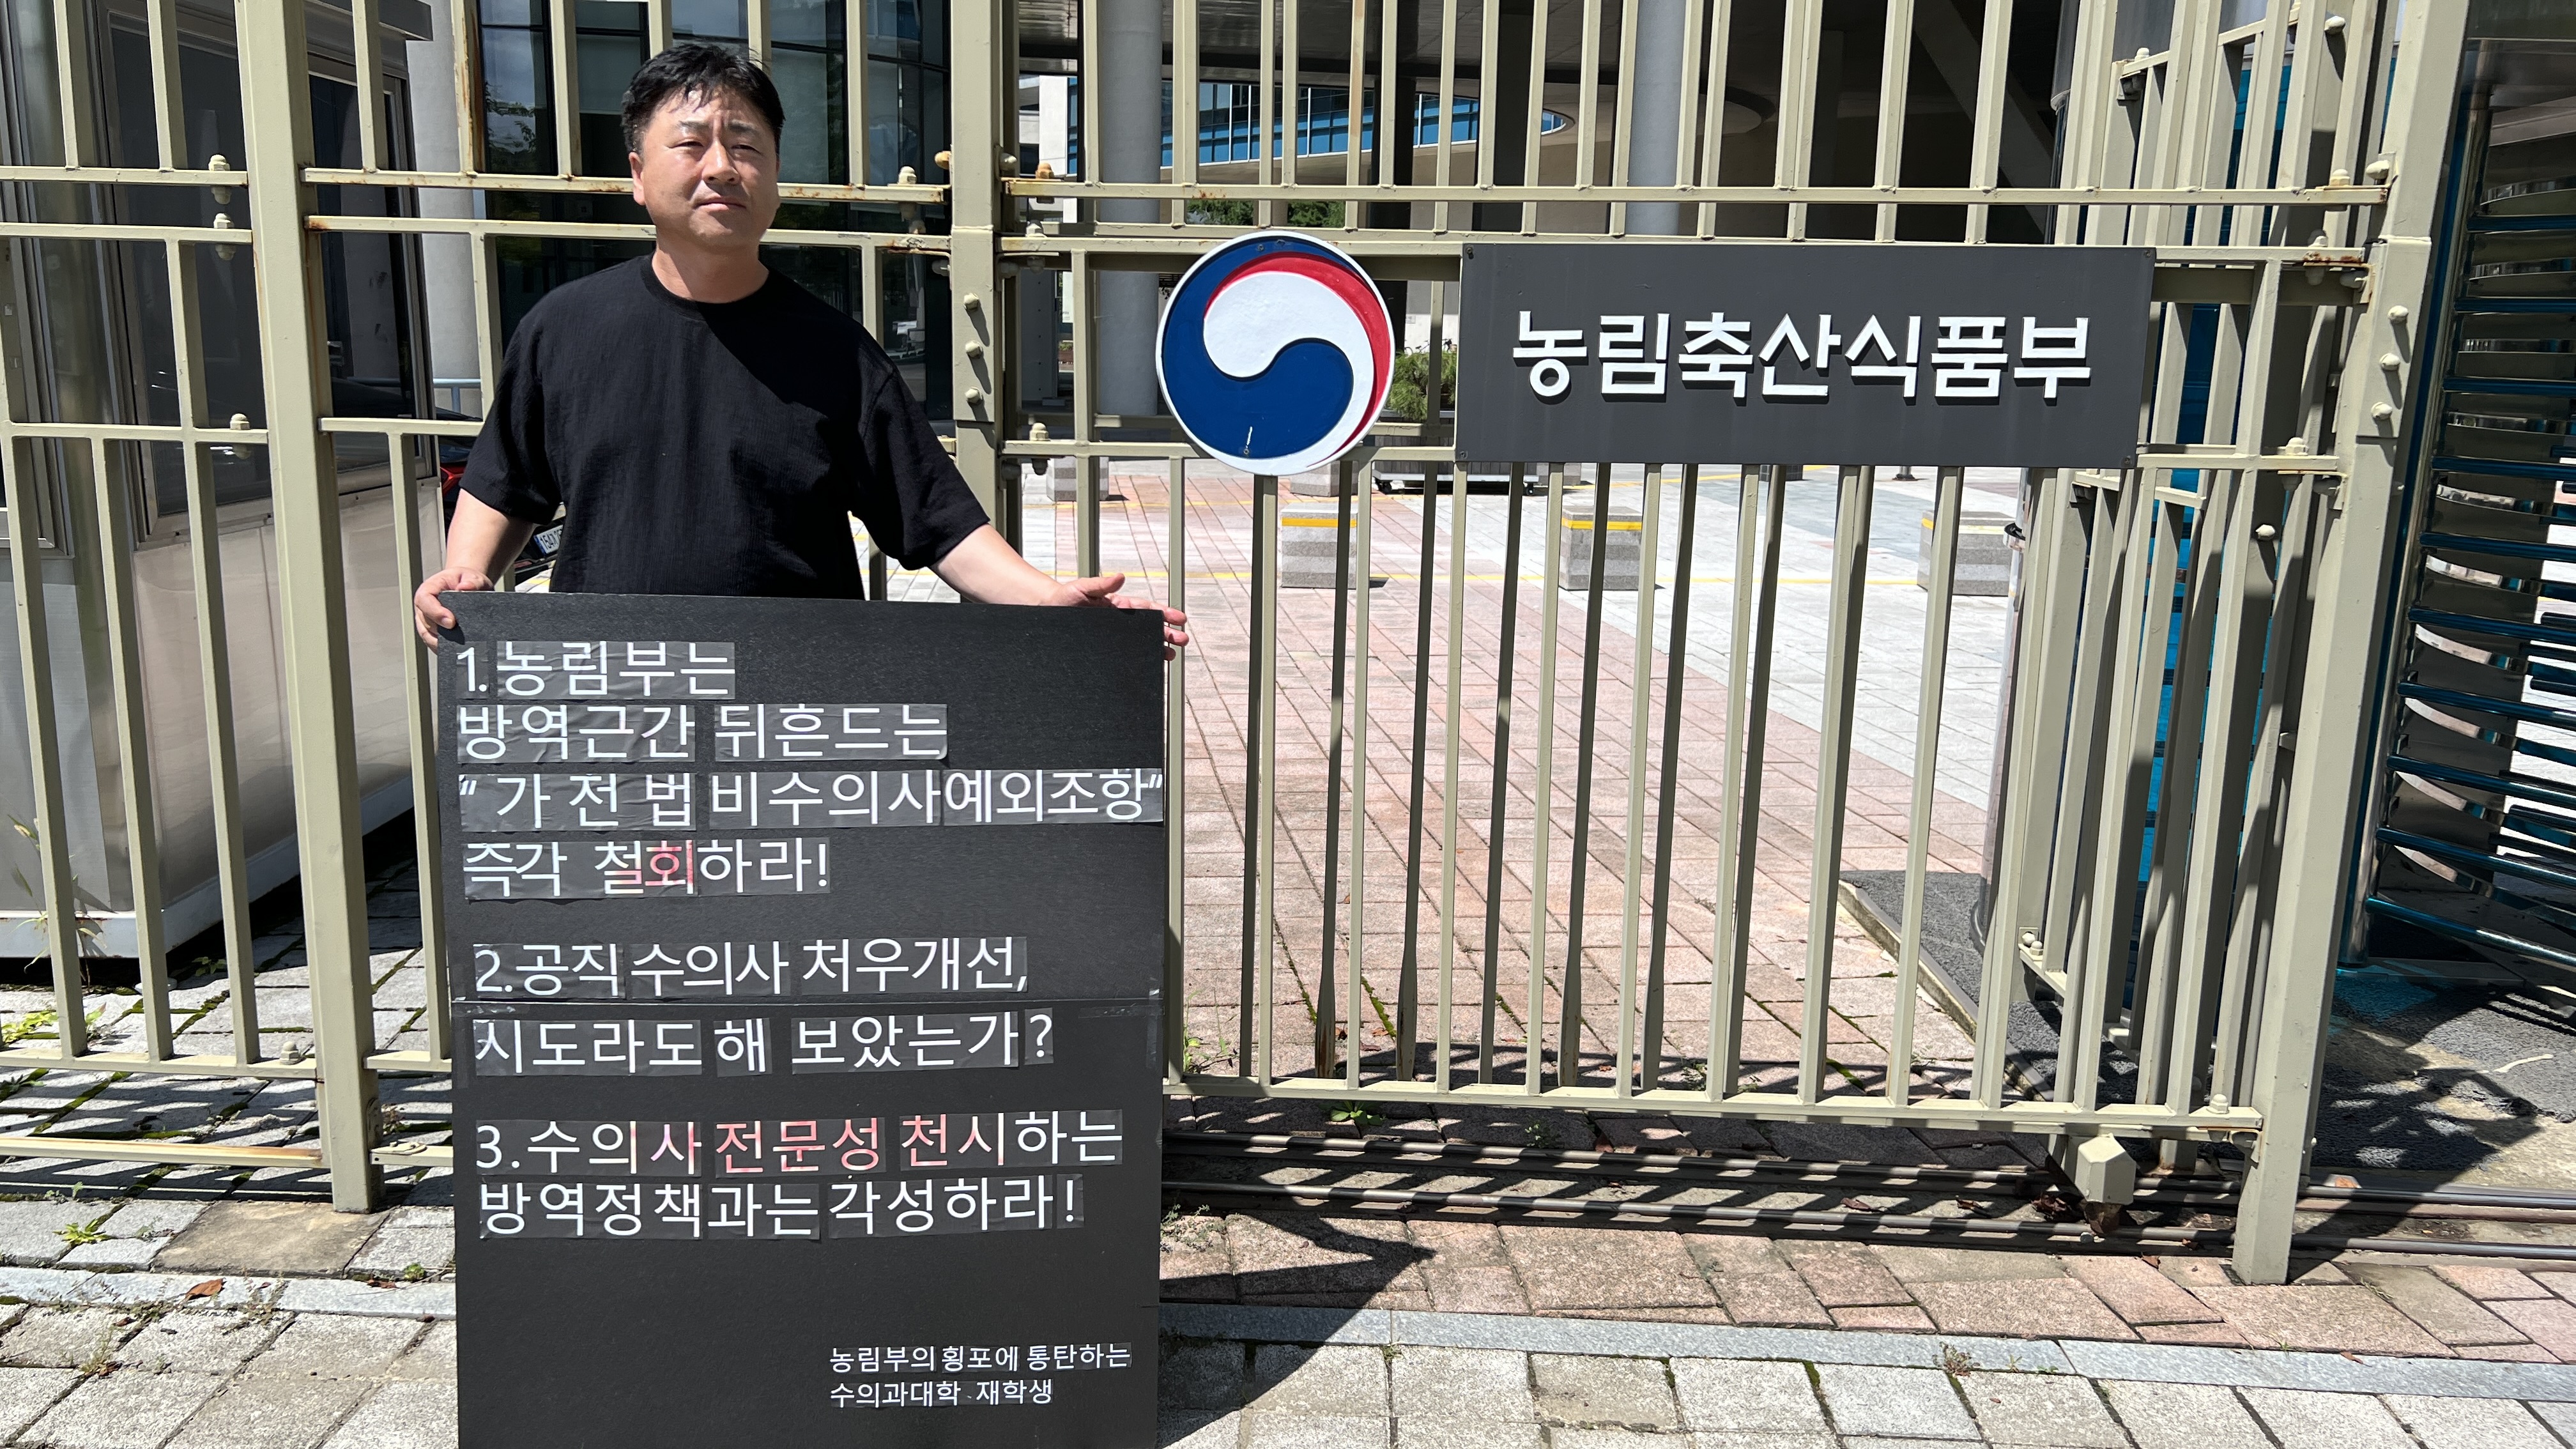 농림축산식품부
1. 농림부는
방역근간 뒤흔드는
"가전법 비수의사예외조항"
즉각 철회하라!
2. 공직 수의사 처우개선,
시도라도 해 보았는가?
3. 수의사 전문성 천시하는
방역정책과는 각성하라!
농림부의 횡포에 통탄하는
수의과대학 재학생